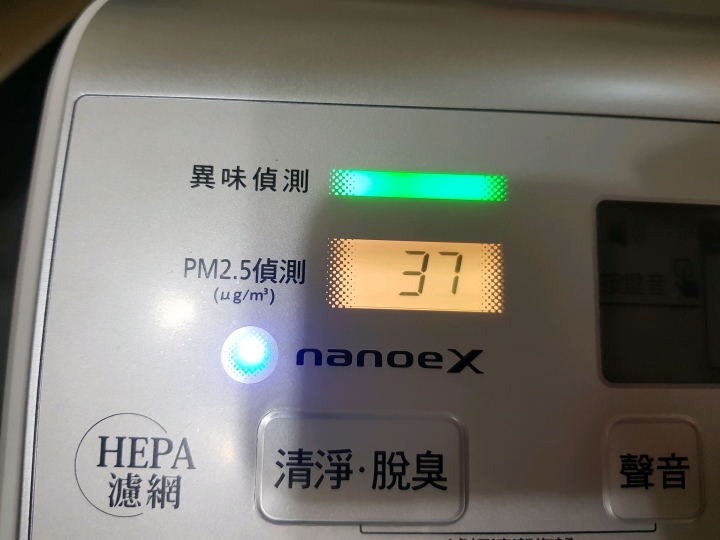 異味偵測
PM2.5偵測
(μg/m³)
37
nanoeX
HEPA
濾網
清淨·脫臭
聲音